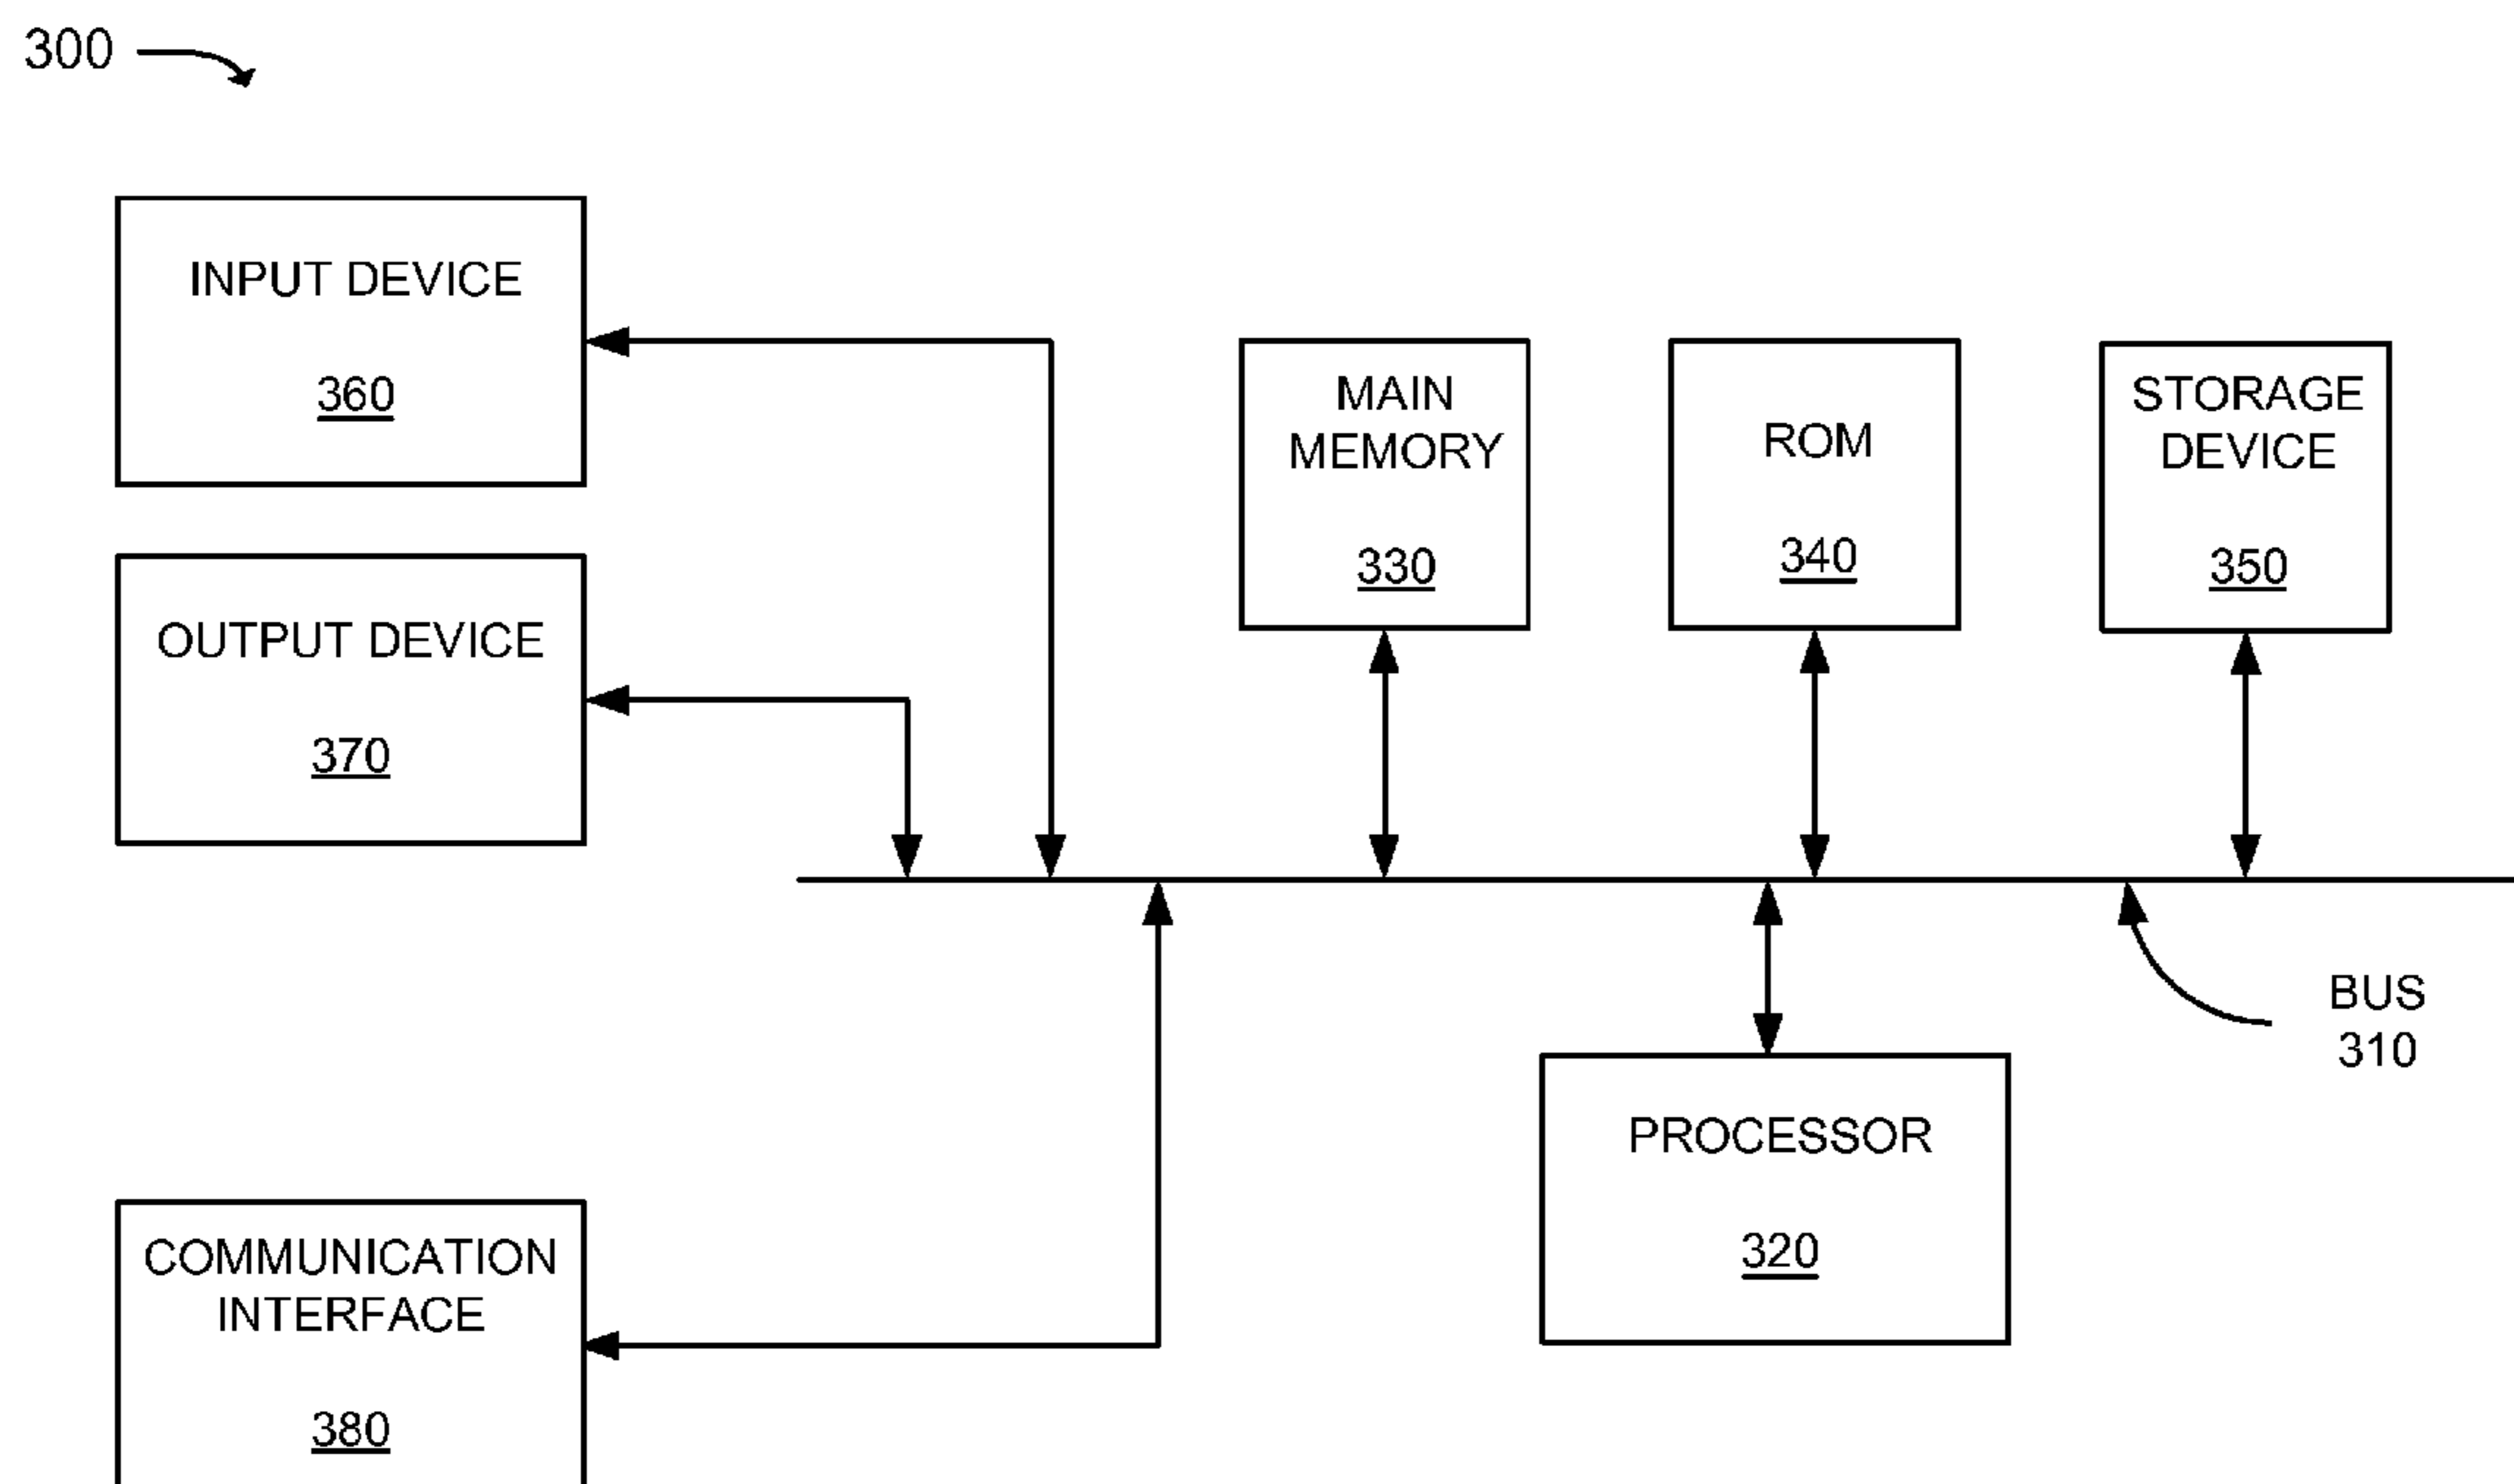 300
INPUT DEVICE
360
OUTPUT DEVICE
370
MAIN
MEMORY
330
ROM
340
STORAGE
DEVICE
350
BUS
310
PROCESSOR
320
COMMUNICATION
INTERFACE
380